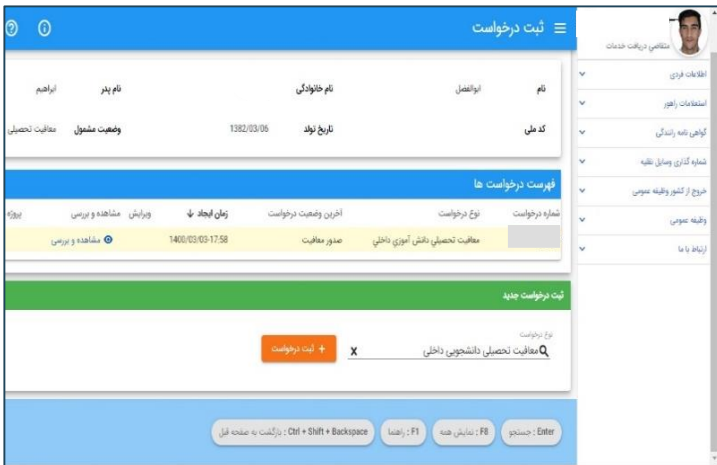 ثبت درخواست
متقاضي دریافت خدمات
اطلاعات فردی
استعلامات راهور
گواهی نامه رانندگی
شماره گذاری وسایل نقلیه
خروج از کشور وظیفه عمومی
وظیفه عمومی
ارتباط با ما
نام ابوالفضل نام خانوادگی نام پدر ابراهیم
کد ملی تاریخ تولد 1382/03/06 وضعیت مشمول معافیت تحصیلی
فهرست درخواست ها
شماره درخواست نوع درخواست آخرین وضعیت درخواست زمان ایجاد ویرایش مشاهده و بررسی پروژه
معافیت تحصیلي دانش آموزي داخلي صدور معافیت 1400/03/03-17:58 مشاهده و بررسی
ثبت درخواست جدید
نوع درخواست
معافیت تحصیلی دانشجویی داخلی X + ثبت درخواست
Enter : جستجو F8 : نمایش همه F1 : راهنما Ctrl + Shift + Backspace : بازگشت به صفحه قبل